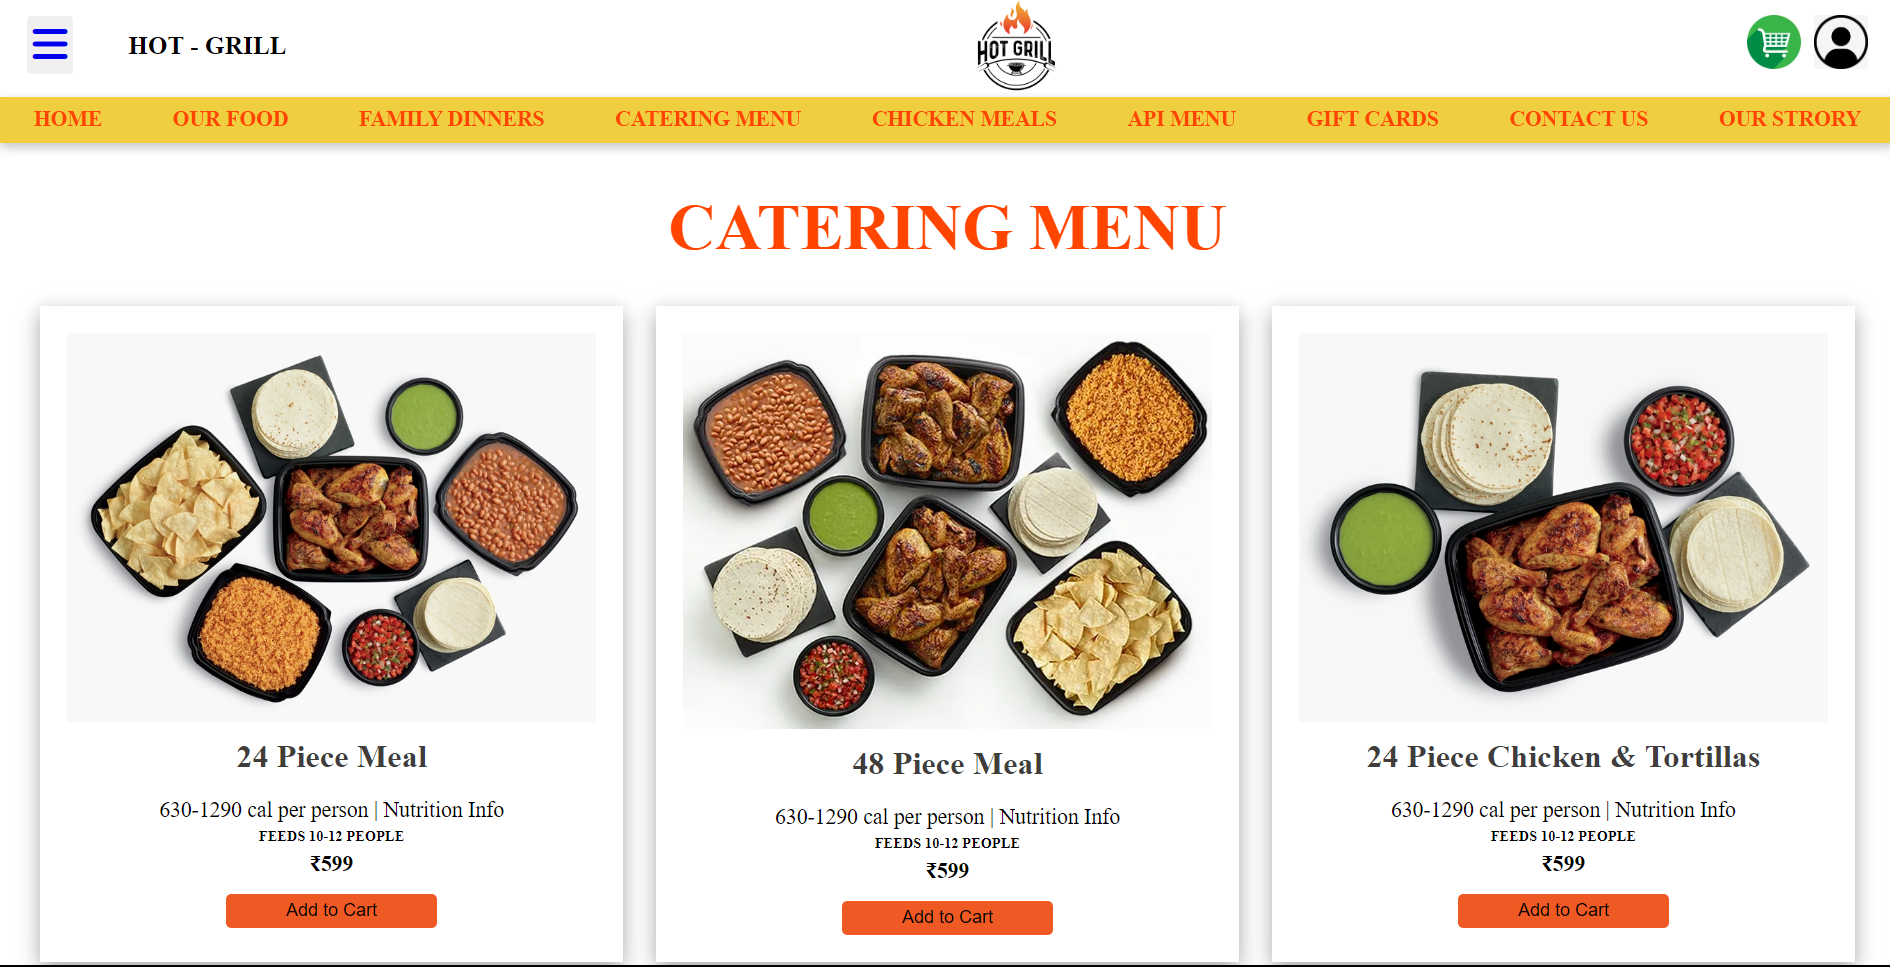 HOT - GRILL
HOT GRILL
HOME OUR FOOD FAMILY DINNERS CATERING MENU CHICKEN MEALS API MENU GIFT CARDS CONTACT US OUR STRORY
CATERING MENU
24 Piece Meal
630-1290 cal per person | Nutrition Info
FEEDS 10-12 PEOPLE
₹599
Add to Cart
48 Piece Meal
630-1290 cal per person | Nutrition Info
FEEDS 10-12 PEOPLE
₹599
Add to Cart
24 Piece Chicken & Tortillas
630-1290 cal per person | Nutrition Info
FEEDS 10-12 PEOPLE
₹599
Add to Cart